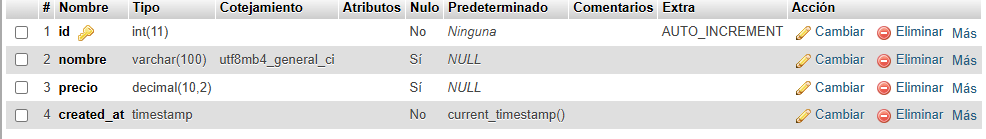 # Nombre Tipo Cotejamiento Atributos Nulo Predeterminado Comentarios Extra Acción
1 id int(11) No Ninguna AUTO_INCREMENT Cambiar Eliminar Más
2 nombre varchar(100) utf8mb4_general_ci Sí NULL Cambiar Eliminar Más
3 precio decimal(10,2) Sí NULL Cambiar Eliminar Más
4 created_at timestamp No current_timestamp() Cambiar Eliminar Más